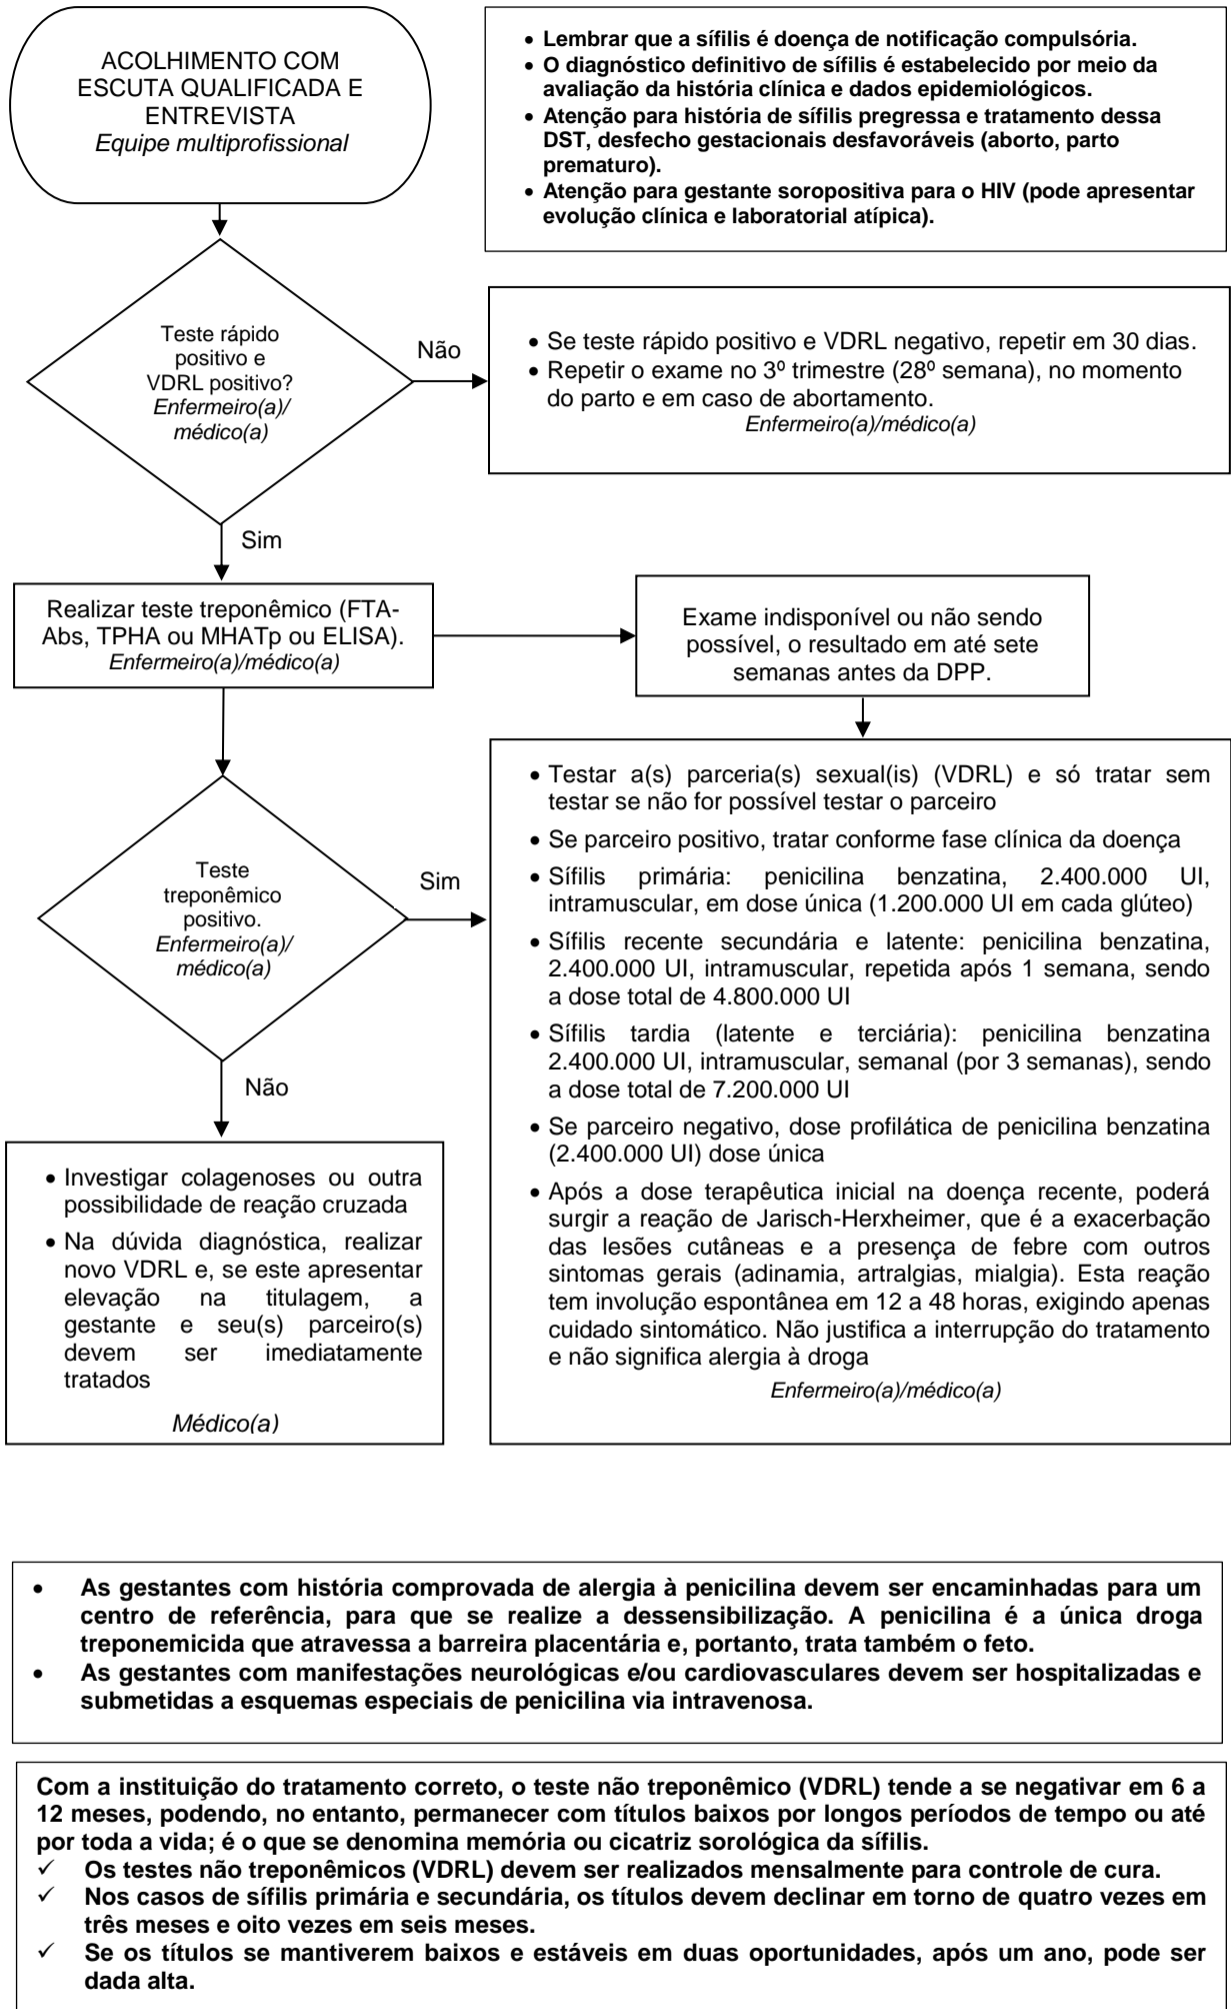 ACOLHIMENTO COM
ESCUTA QUALIFICADA E
ENTREVISTA
Equipe multiprofissional
• Lembrar que a sífilis é doença de notificação compulsória.
• O diagnóstico definitivo de sífilis é estabelecido por meio da
avaliação da história clínica e dados epidemiológicos.
• Atenção para história de sífilis pregressa e tratamento dessa
DST, desfecho gestacionais desfavoráveis (aborto, parto
prematuro).
• Atenção para gestante soropositiva para o HIV (pode apresentar
evolução clínica e laboratorial atípica).
Teste rápido
positivo e
VDRL positivo?
Enfermeiro(a)/
médico(a)
Não
• Se teste rápido positivo e VDRL negativo, repetir em 30 dias.
• Repetir o exame no 3º trimestre (28º semana), no momento
do parto e em caso de abortamento.
Enfermeiro(a)/médico(a)
Sim
Realizar teste treponêmico (FTA-
Abs, TPHA ou MHATp ou ELISA).
Enfermeiro(a)/médico(a)
Exame indisponível ou não sendo
possível, o resultado em até sete
semanas antes da DPP.
Teste
treponêmico
positivo.
Enfermeiro(a)/
médico(a)
Sim
• Testar a(s) parceria(s) sexual(is) (VDRL) e só tratar sem
testar se não for possível testar o parceiro
• Se parceiro positivo, tratar conforme fase clínica da doença
• Sífilis primária: penicilina benzatina, 2.400.000 UI,
intramuscular, em dose única (1.200.000 UI em cada glúteo)
• Sífilis recente secundária e latente: penicilina benzatina,
2.400.000 UI, intramuscular, repetida após 1 semana, sendo
a dose total de 4.800.000 UI
• Sífilis tardia (latente e terciária): penicilina benzatina
2.400.000 UI, intramuscular, semanal (por 3 semanas), sendo
a dose total de 7.200.000 UI
• Se parceiro negativo, dose profilática de penicilina benzatina
(2.400.000 UI) dose única
• Após a dose terapêutica inicial na doença recente, poderá
surgir a reação de Jarisch-Herxheimer, que é a exacerbação
das lesões cutâneas e a presença de febre com outros
sintomas gerais (adinamia, artralgias, mialgia). Esta reação
tem involução espontânea em 12 a 48 horas, exigindo apenas
cuidado sintomático. Não justifica a interrupção do tratamento
e não significa alergia à droga
Enfermeiro(a)/médico(a)
Não
• Investigar colagenoses ou outra
possibilidade de reação cruzada
• Na dúvida diagnóstica, realizar
novo VDRL e, se este apresentar
elevação na titulagem, a
gestante e seu(s) parceiro(s)
devem ser imediatamente
tratados
Médico(a)
• As gestantes com história comprovada de alergia à penicilina devem ser encaminhadas para um
centro de referência, para que se realize a dessensibilização. A penicilina é a única droga
treponemicida que atravessa a barreira placentária e, portanto, trata também o feto.
• As gestantes com manifestações neurológicas e/ou cardiovasculares devem ser hospitalizadas e
submetidas a esquemas especiais de penicilina via intravenosa.
Com a instituição do tratamento correto, o teste não treponêmico (VDRL) tende a se negativar em 6 a
12 meses, podendo, no entanto, permanecer com títulos baixos por longos períodos de tempo ou até
por toda a vida; é o que se denomina memória ou cicatriz sorológica da sífilis.
✓ Os testes não treponêmicos (VDRL) devem ser realizados mensalmente para controle de cura.
✓ Nos casos de sífilis primária e secundária, os títulos devem declinar em torno de quatro vezes em
três meses e oito vezes em seis meses.
✓ Se os títulos se mantiverem baixos e estáveis em duas oportunidades, após um ano, pode ser
dada alta.